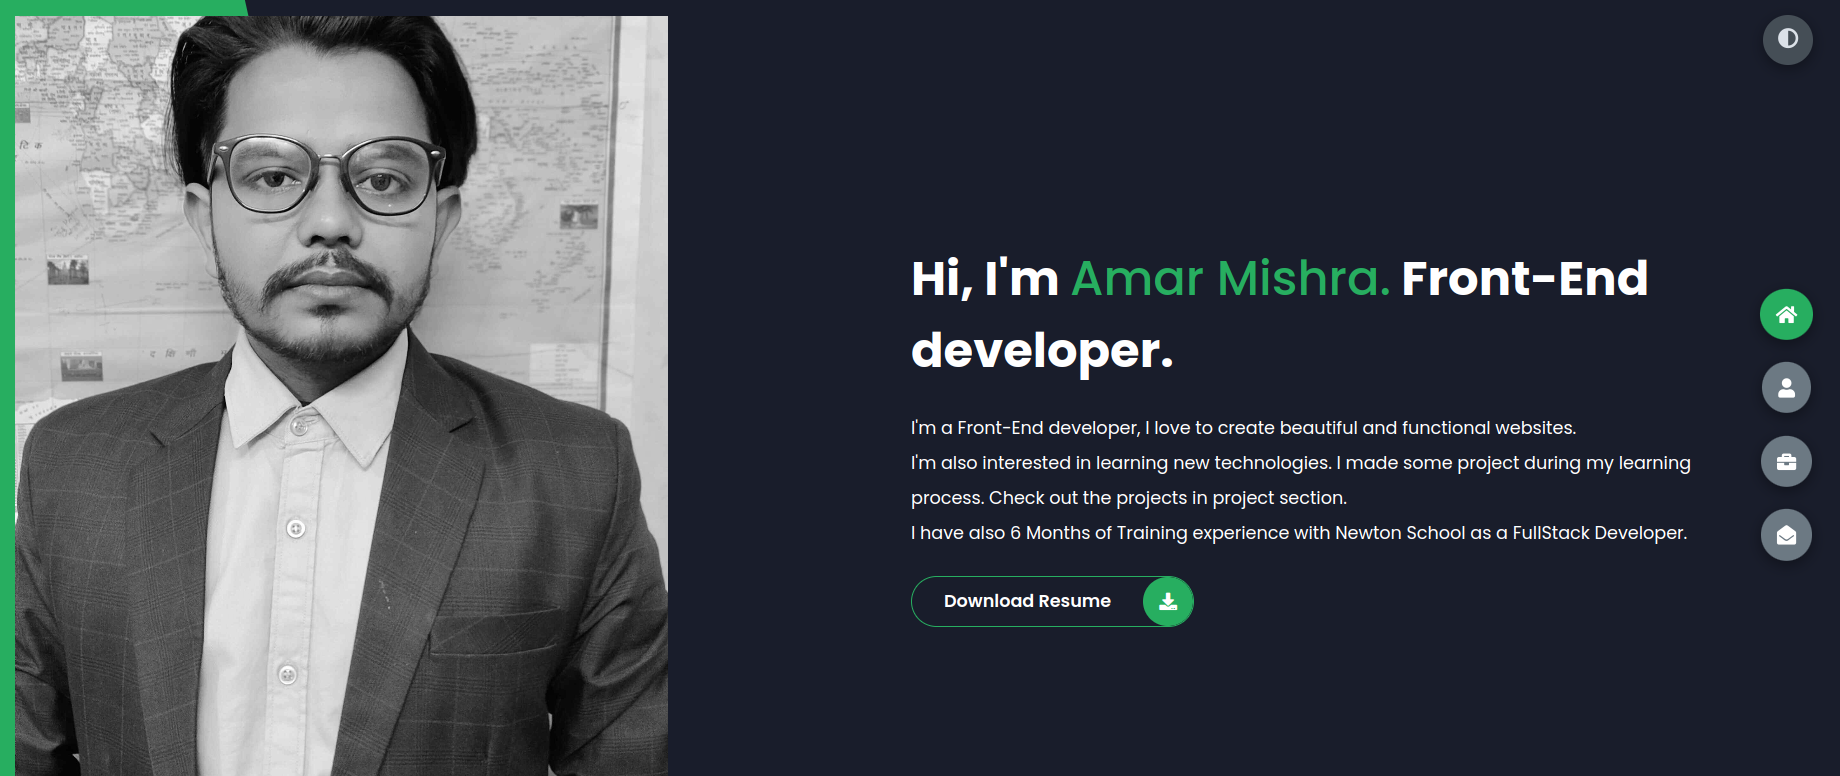 Hi, I'm Amar Mishra. Front-End
developer.
I'm a Front-End developer, I love to create beautiful and functional websites.
I'm also interested in learning new technologies. I made some project during my learning
process. Check out the projects in project section.
I have also 6 Months of Training experience with Newton School as a FullStack Developer.
Download Resume